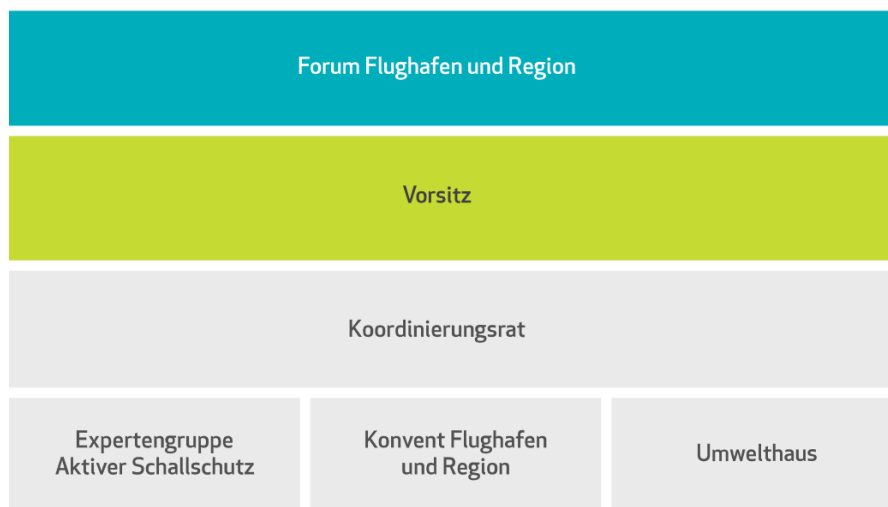 Forum Flughafen und Region
Vorsitz
Koordinierungsrat
Expertengruppe
Aktiver Schallschutz
Konvent Flughafen
und Region
Umwelthaus